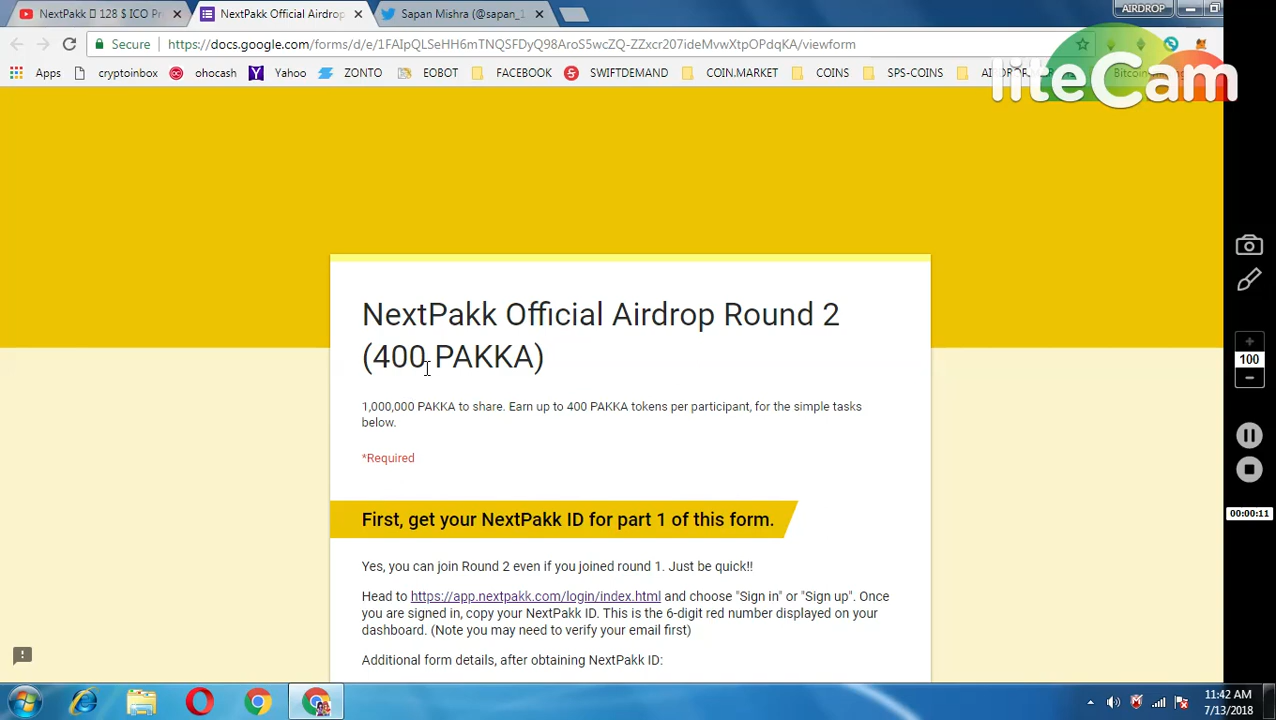 NextPakk 128 $ ICO Pr
NextPakk Official Airdrop
Sapan Mishra (@sapan_1
AIRDROP
Secure
https://docs.google.com/forms/d/e/1FAIpQLSeHH6mTNQSFDyQ98AroS5wcZQ-ZZxcr207ideMvwXtpOPdqKA/viewform
Apps
cryptoinbox
ohocash
Yahoo
EOBOT
FACEBOOK
SWIFTDEMAND
COIN.MARKET
COINS
SPS-COINS
liteCam
NextPakk Official Airdrop Round 2
(400 PAKKA)
1,000,000 PAKKA to share. Earn up to 400 PAKKA tokens per participant, for the simple tasks
below.
*Required
First, get your NextPakk ID for part 1 of this form.
Yes, you can join Round 2 even if you joined round 1. Just be quick!!
Head to https://app.nextpakk.com/login/index.html and choose "Sign in" or "Sign up". Once
you are signed in, copy your NextPakk ID. This is the 6-digit red number displayed on your
dashboard. (Note you may need to verify your email first)
Additional form details, after obtaining NextPakk ID:
100
00:00:11
11:42 AM
7/13/2018